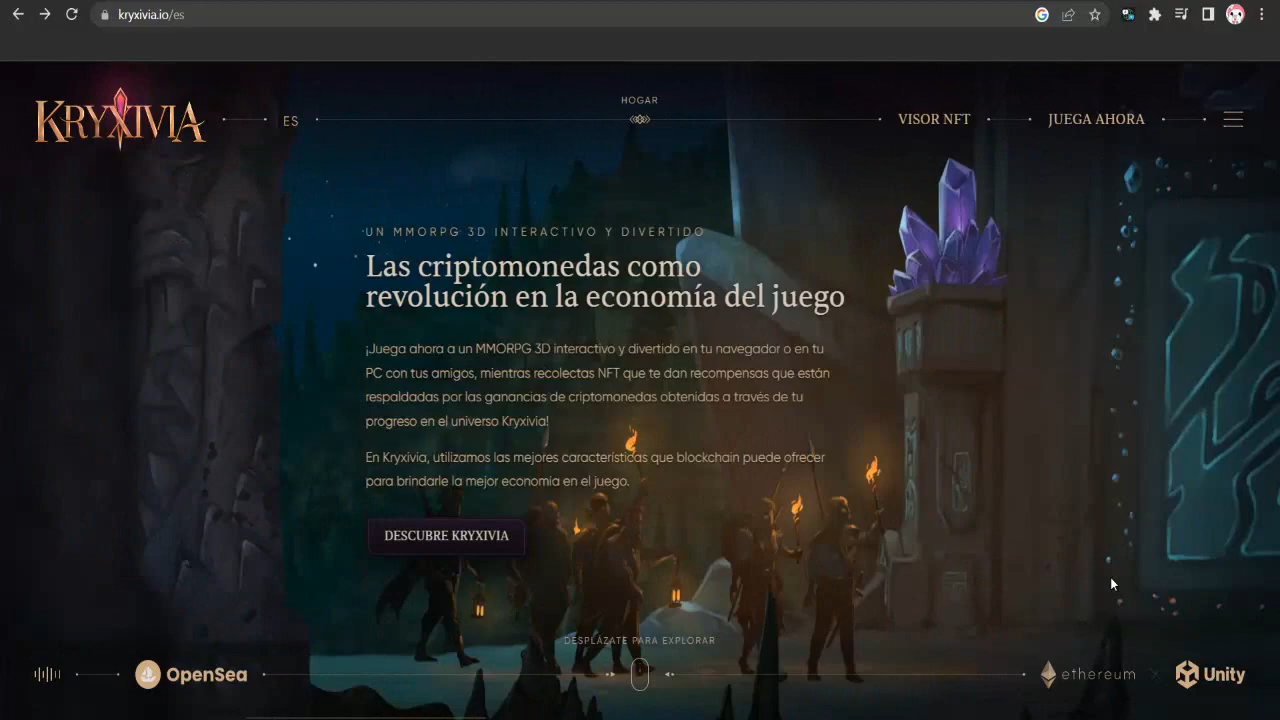 kryxivia.io/es
HOGAR
KRYXIVIA
ES
VISOR NFT
JUEGA AHORA
UN MMORPG 3D INTERACTIVO Y DIVERTIDO
Las criptomonedas como
revolución en la economía del juego
¡Juega ahora a un MMORPG 3D interactivo y divertido en tu navegador o en tu
PC con tus amigos, mientras recolectas NFT que te dan recompensas que están
respaldadas por las ganancias de criptomonedas obtenidas a través de tu
progreso en el universo Kryxivia!
En Kryxivia, utilizamos las mejores características que blockchain puede ofrecer
para brindarle la mejor economía en el juego.
DESCUBRE KRYXIVIA
DESPLÁZATE PARA EXPLORAR
OpenSea
ethereum
Unity